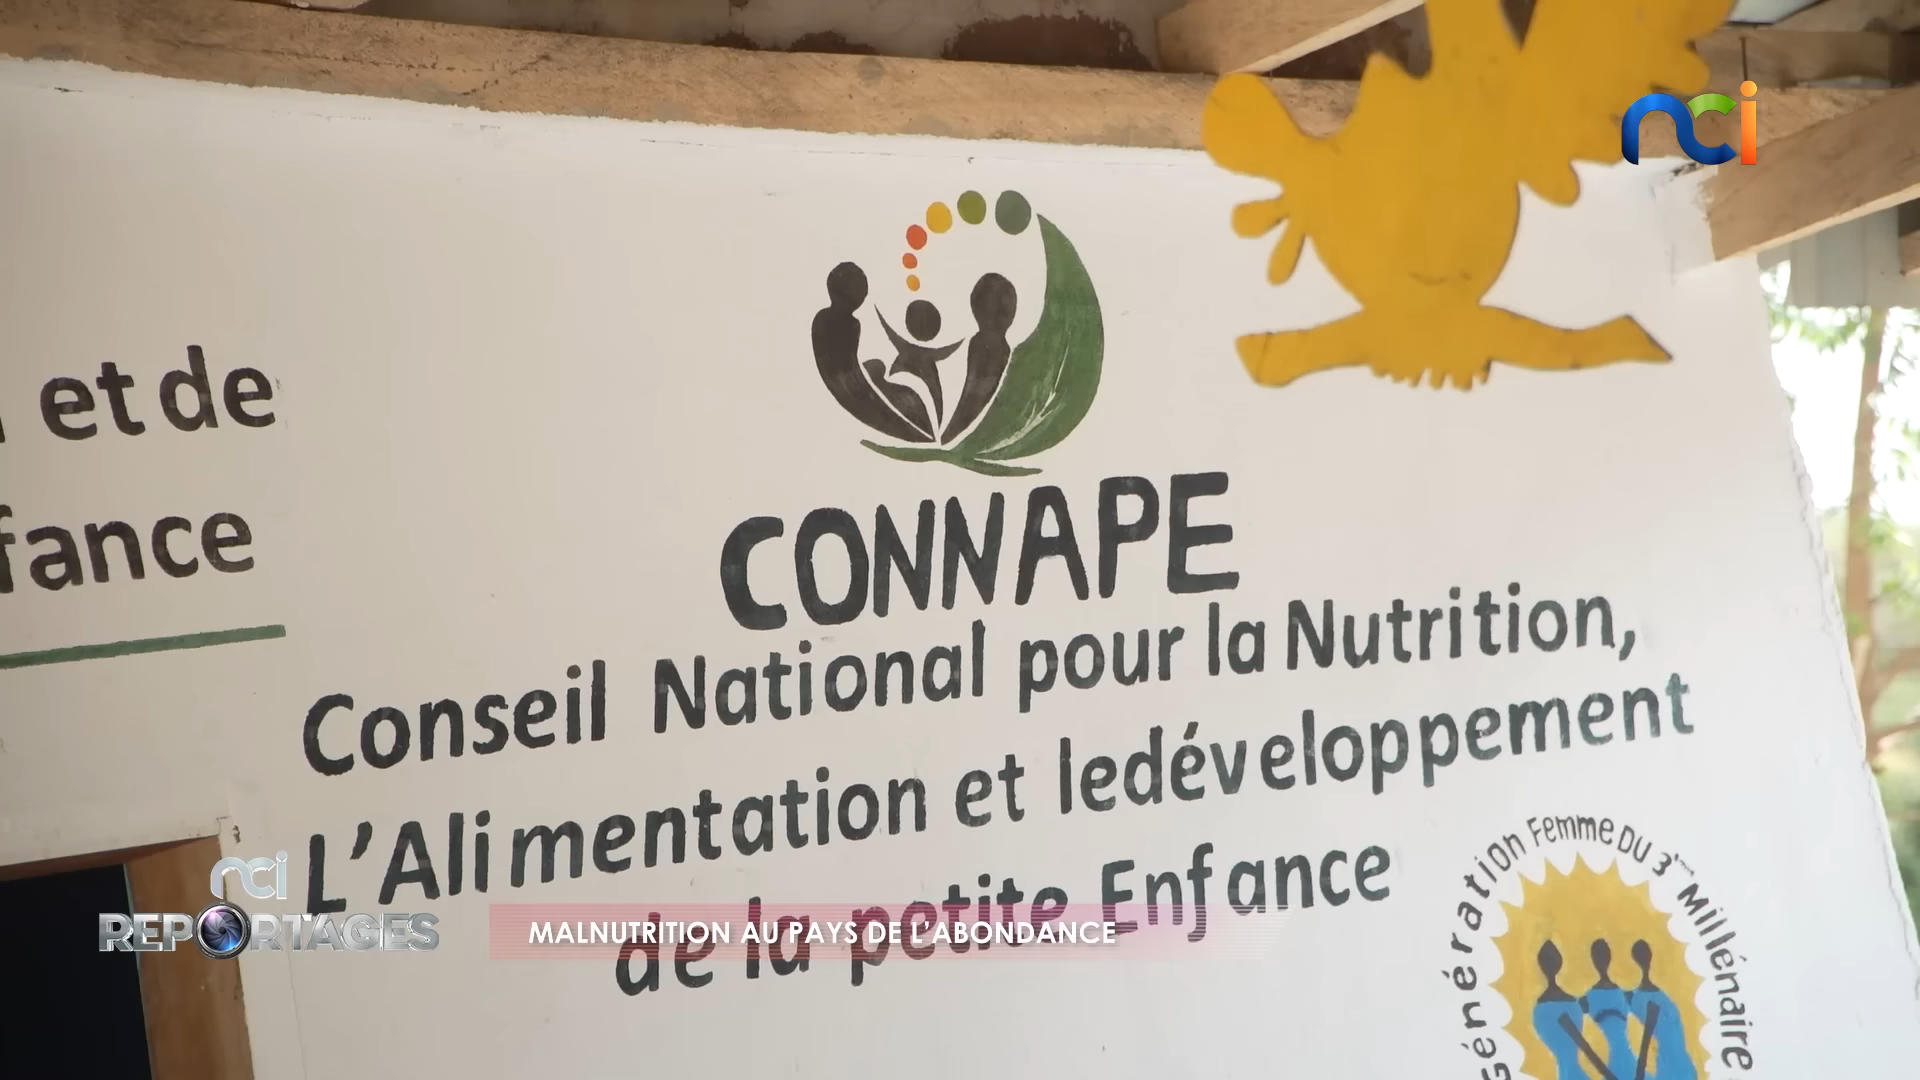 nci
et de
fance
CONNAPE
Conseil National pour la Nutrition,
L'Alimentation et ledéveloppement
de la petite Enfance
Génération Femme DU 3ème Millénaire
nci
REPORTAGES
MALNUTRITION AU PAYS DE L'ABONDANCE